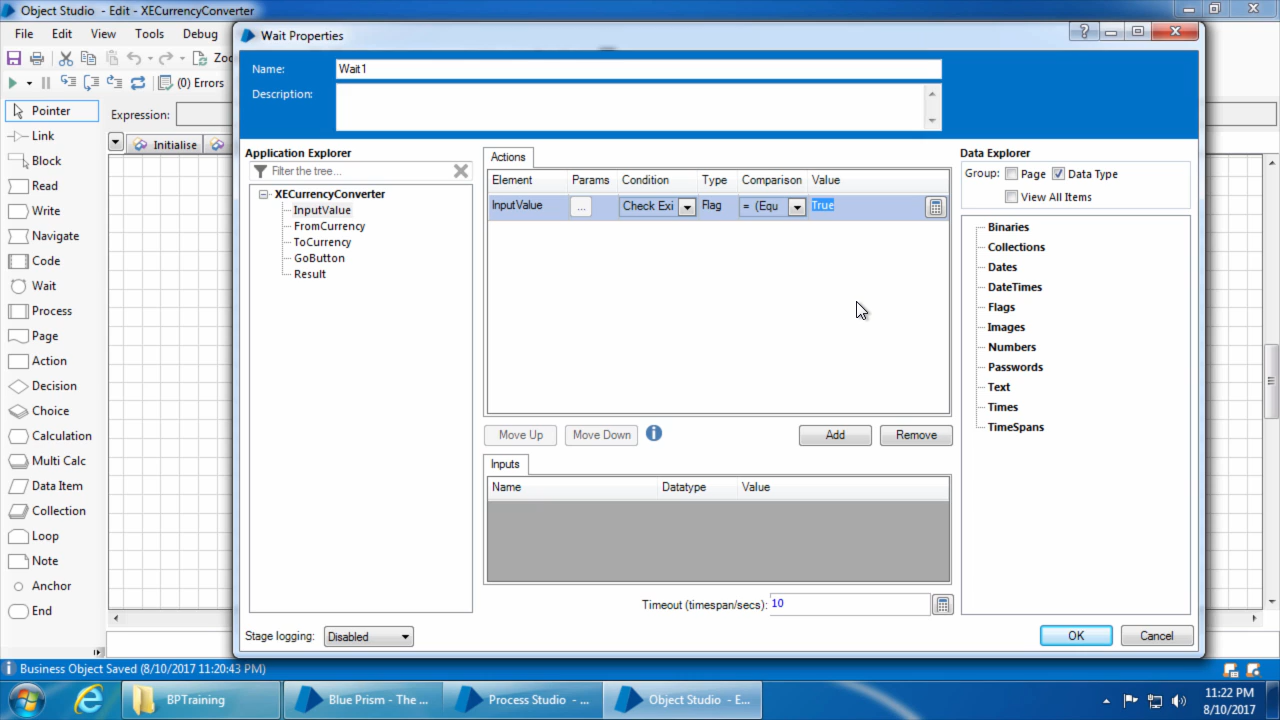 Object Studio - Edit - XECurrencyConverter
File Edit View Tools Debug
Wait Properties
Name: Wait1
Description:
(0) Errors
Pointer
Expression:
Initialise
Link
Block
Read
Write
Navigate
Code
Wait
Process
Page
Action
Decision
Choice
Calculation
Multi Calc
Data Item
Collection
Loop
Note
Anchor
End
Application Explorer
Filter the tree...
XECurrencyConverter
InputValue
FromCurrency
ToCurrency
GoButton
Result
Actions
Element Params Condition Type Comparison Value
InputValue ... Check Exi Flag = (Equ True
Move Up Move Down Add Remove
Inputs
Name Datatype Value
Timeout (timespan/secs): 10
Data Explorer
Group: Page Data Type
View All Items
Binaries
Collections
Dates
DateTimes
Flags
Images
Numbers
Passwords
Text
Times
TimeSpans
Stage logging: Disabled
OK Cancel
Business Object Saved (8/10/2017 11:20:43 PM)
BPTraining
Blue Prism - The ...
Process Studio - ...
Object Studio - E...
11:22 PM
8/10/2017